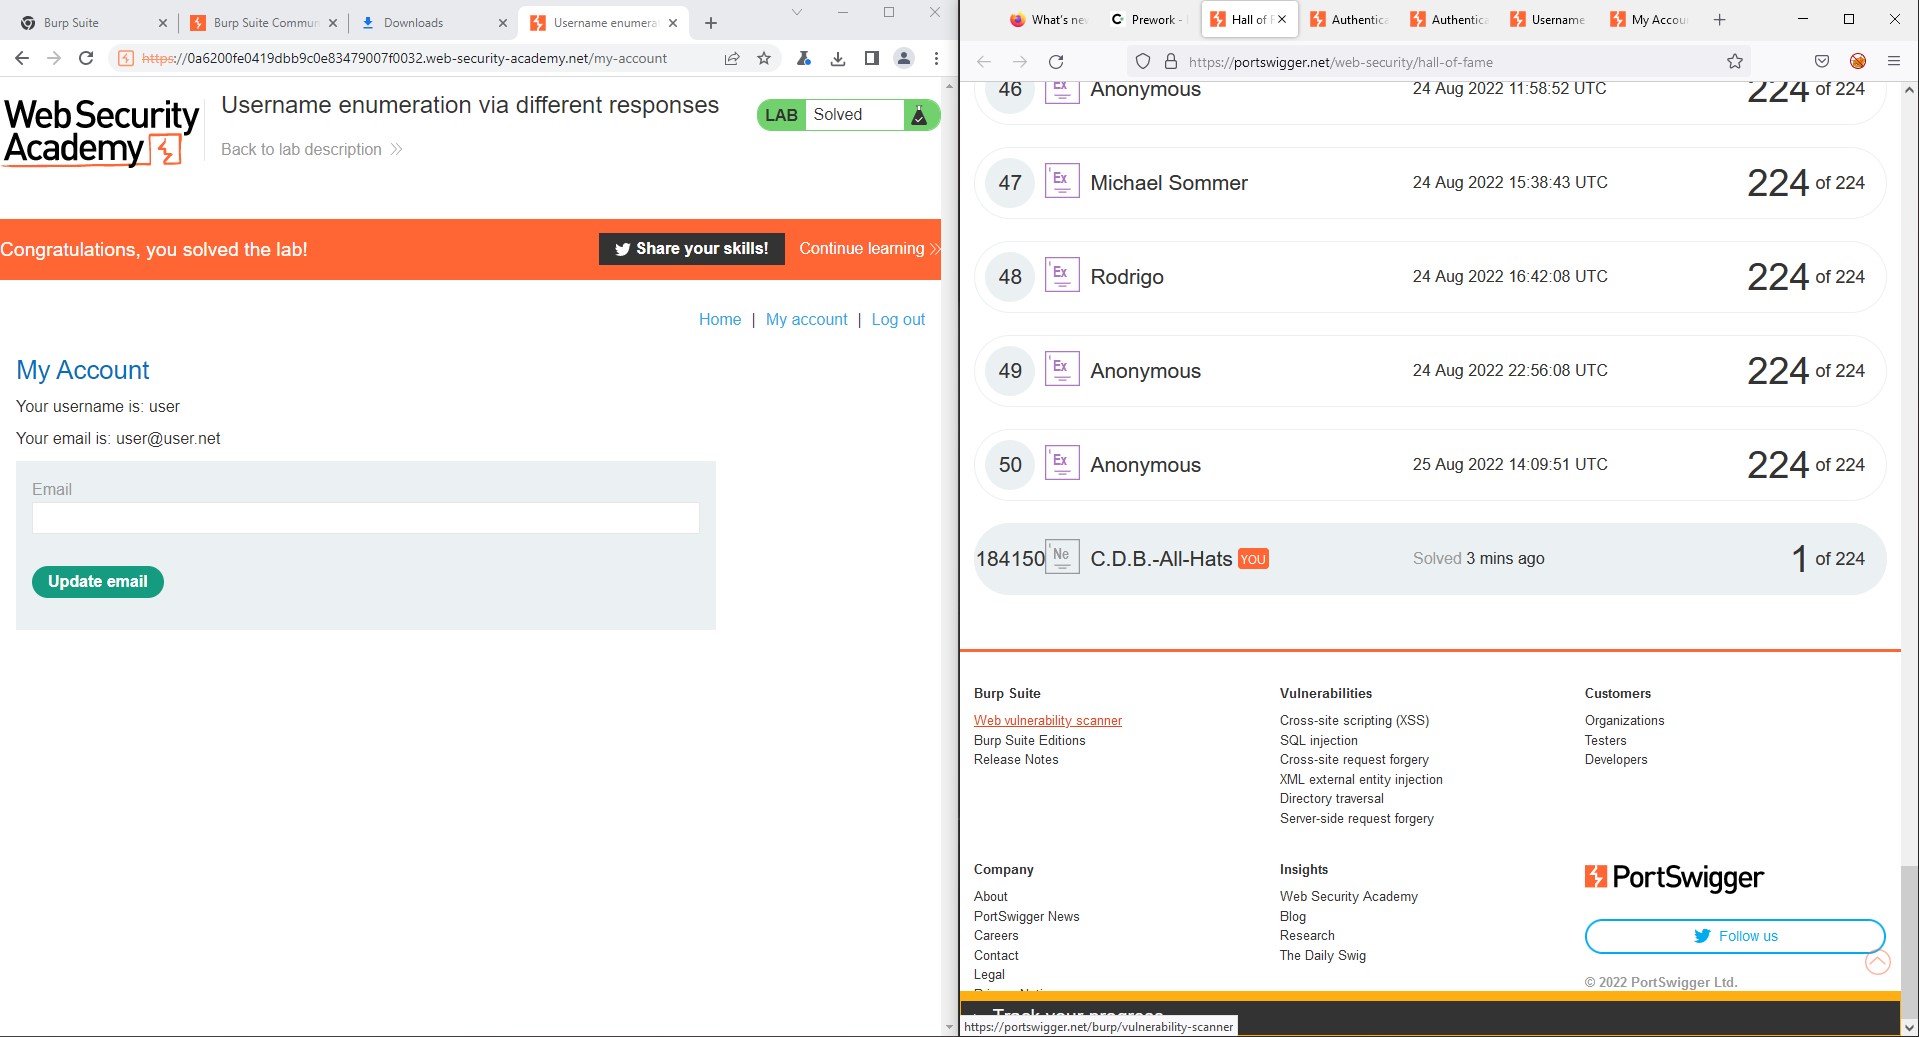 Burp Suite
Burp Suite Commun
Downloads
Username enumerat
https://0a6200fe0419dbb9c0e83479007f0032.web-security-academy.net/my-account
Web Security
Academy
Username enumeration via different responses
Back to lab description
LAB Solved
Congratulations, you solved the lab!
Share your skills!
Continue learning
Home | My account | Log out
My Account
Your username is: user
Your email is: user@user.net
Email
Update email
What's new
Prework -
Hall of F
Authentica
Authentica
Username
My Accou
https://portswigger.net/web-security/hall-of-fame
46 Ex Anonymous 24 Aug 2022 11:58:52 UTC 224 of 224
47 Ex Michael Sommer 24 Aug 2022 15:38:43 UTC 224 of 224
48 Ex Rodrigo 24 Aug 2022 16:42:08 UTC 224 of 224
49 Ex Anonymous 24 Aug 2022 22:56:08 UTC 224 of 224
50 Ex Anonymous 25 Aug 2022 14:09:51 UTC 224 of 224
184150 Ne C.D.B.-All-Hats YOU Solved 3 mins ago 1 of 224
Burp Suite
Web vulnerability scanner
Burp Suite Editions
Release Notes
Vulnerabilities
Cross-site scripting (XSS)
SQL injection
Cross-site request forgery
XML external entity injection
Directory traversal
Server-side request forgery
Customers
Organizations
Testers
Developers
Company
About
PortSwigger News
Careers
Contact
Legal
Insights
Web Security Academy
Blog
Research
The Daily Swig
PortSwigger
Follow us
© 2022 PortSwigger Ltd.
Track your progress
https://portswigger.net/burp/vulnerability-scanner